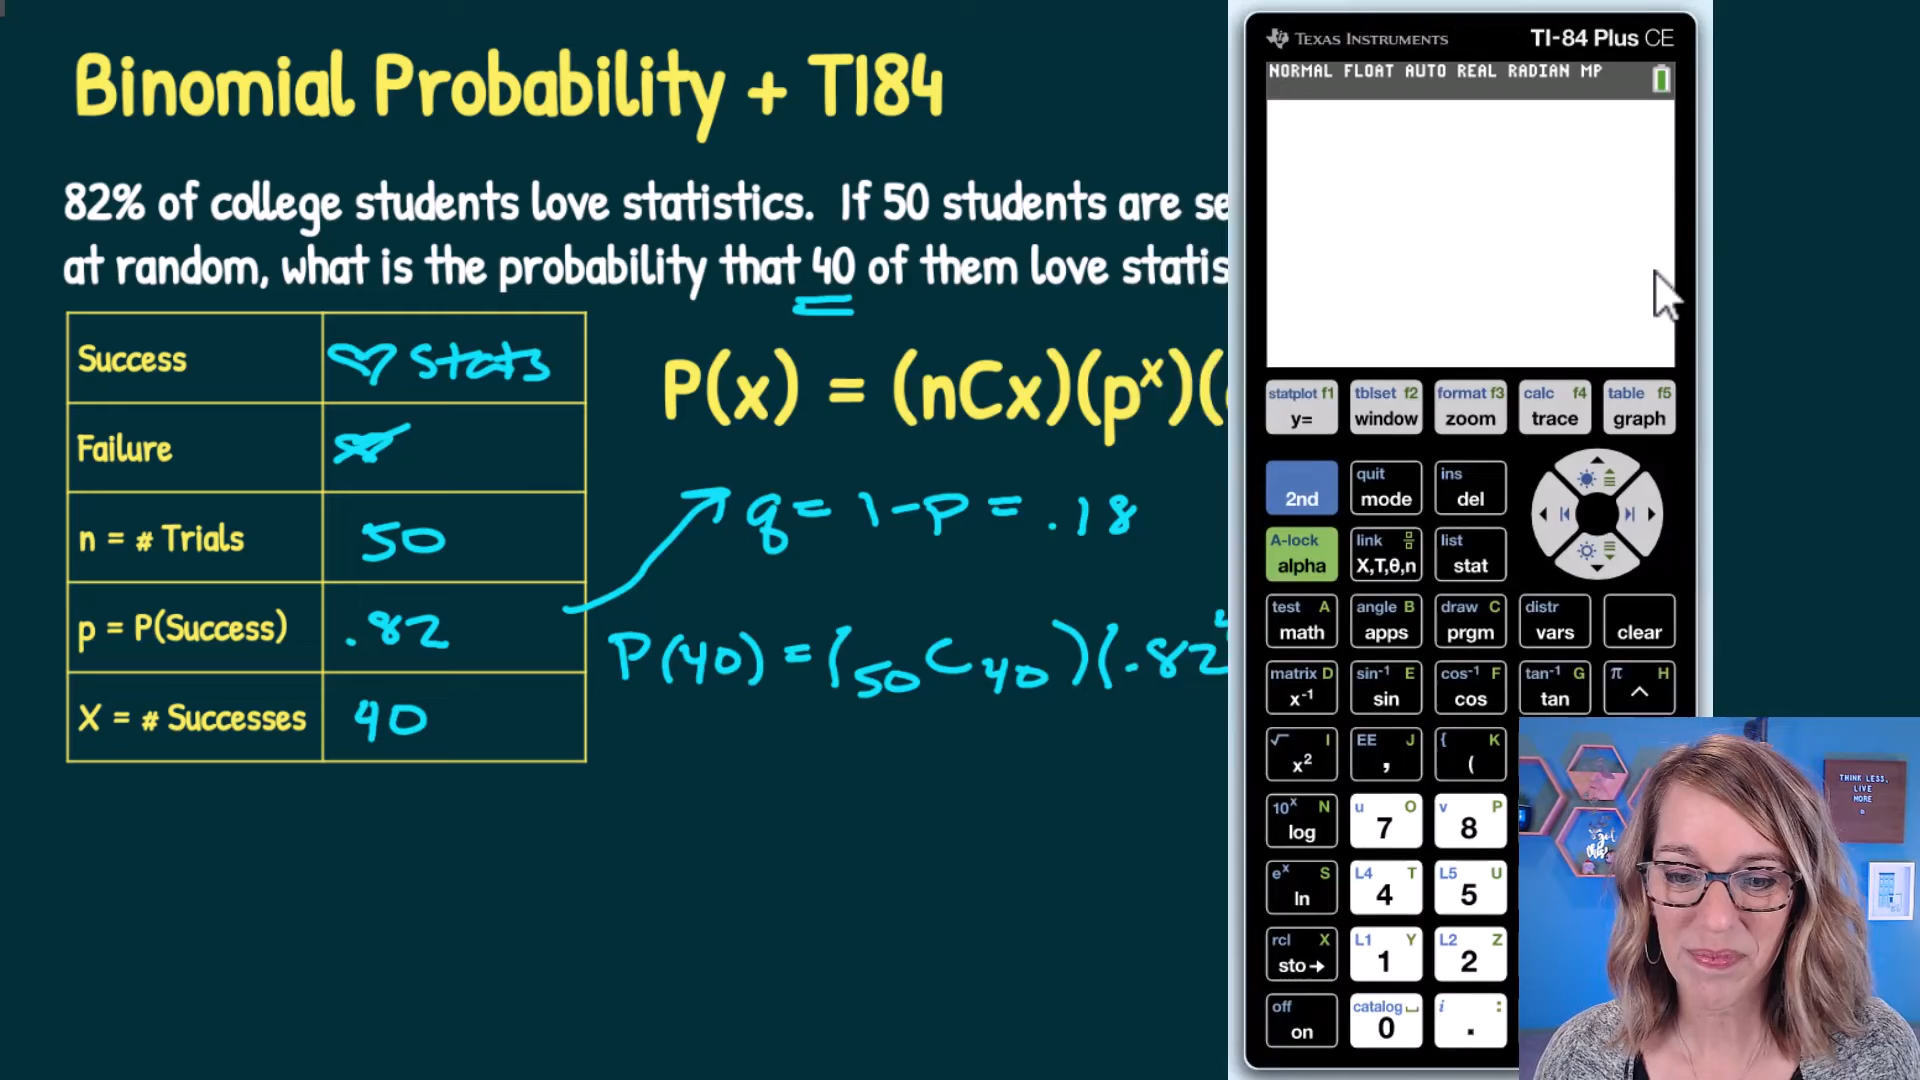 Binomial Probability + TI84
82% of college students love statistics. If 50 students are se
at random, what is the probability that 40 of them love statis
Success
♡ Stats
Failure
n = # Trials
50
p = P(Success)
.82
X = # Successes
40
P(x) = (nCx)(pˣ)(
q = 1-p = .18
P(40) = (₅₀C₄₀)(.82
TEXAS INSTRUMENTS TI-84 Plus CE
NORMAL FLOAT AUTO REAL RADIAN MP
statplot f1 tblset f2 format f3 calc f4 table f5
y= window zoom trace graph
quit ins
2nd mode del
A-lock link list
alpha X,T,θ,n stat
test A angle B draw C distr
math apps prgm vars clear
matrix D sin⁻¹ E cos⁻¹ F tan⁻¹ G π H
x⁻¹ sin cos tan ^
√ I EE J { K
x² , (
10ˣ N u O v P
log 7 8
eˣ S L4 T L5 U
ln 4 5
rcl X L1 Y L2 Z
sto→ 1 2
off catalog i :
on 0 .
THINK LESS,
LIVE
MORE